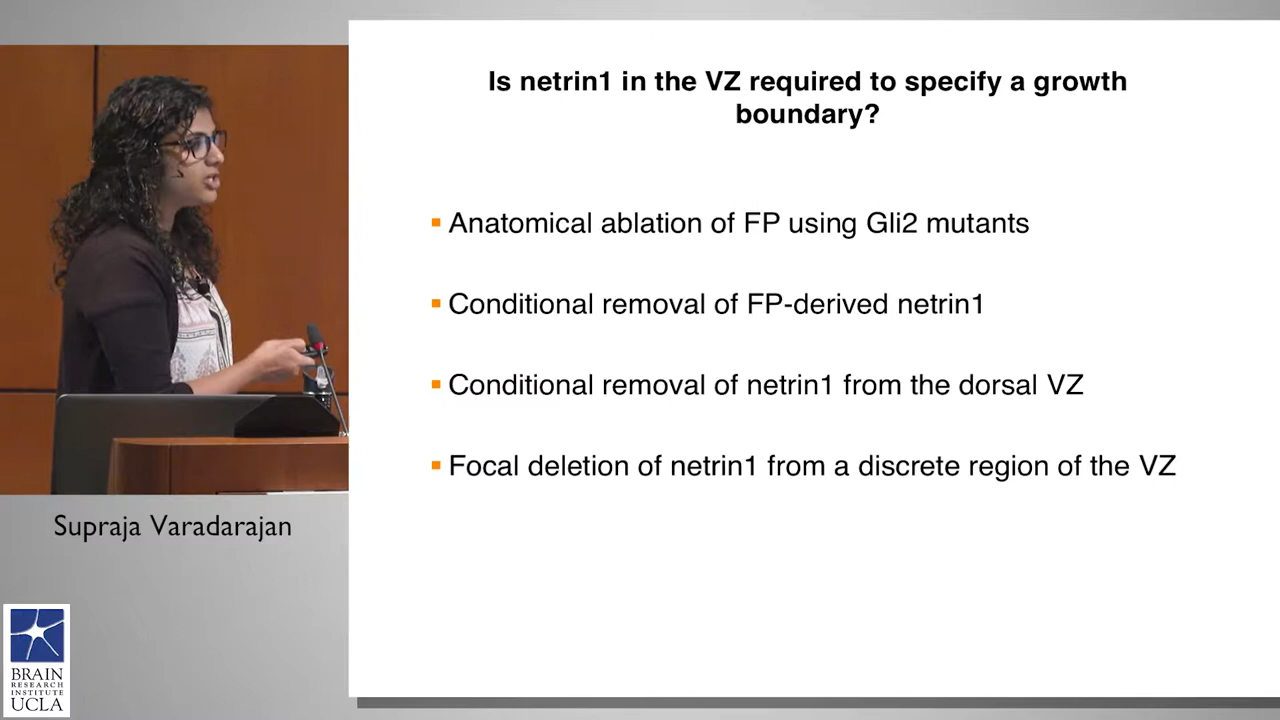 Is netrin1 in the VZ required to specify a growth
boundary?
Anatomical ablation of FP using Gli2 mutants
Conditional removal of FP-derived netrin1
Conditional removal of netrin1 from the dorsal VZ
Focal deletion of netrin1 from a discrete region of the VZ
Supraja Varadarajan
BRAIN
RESEARCH
INSTITUTE
UCLA